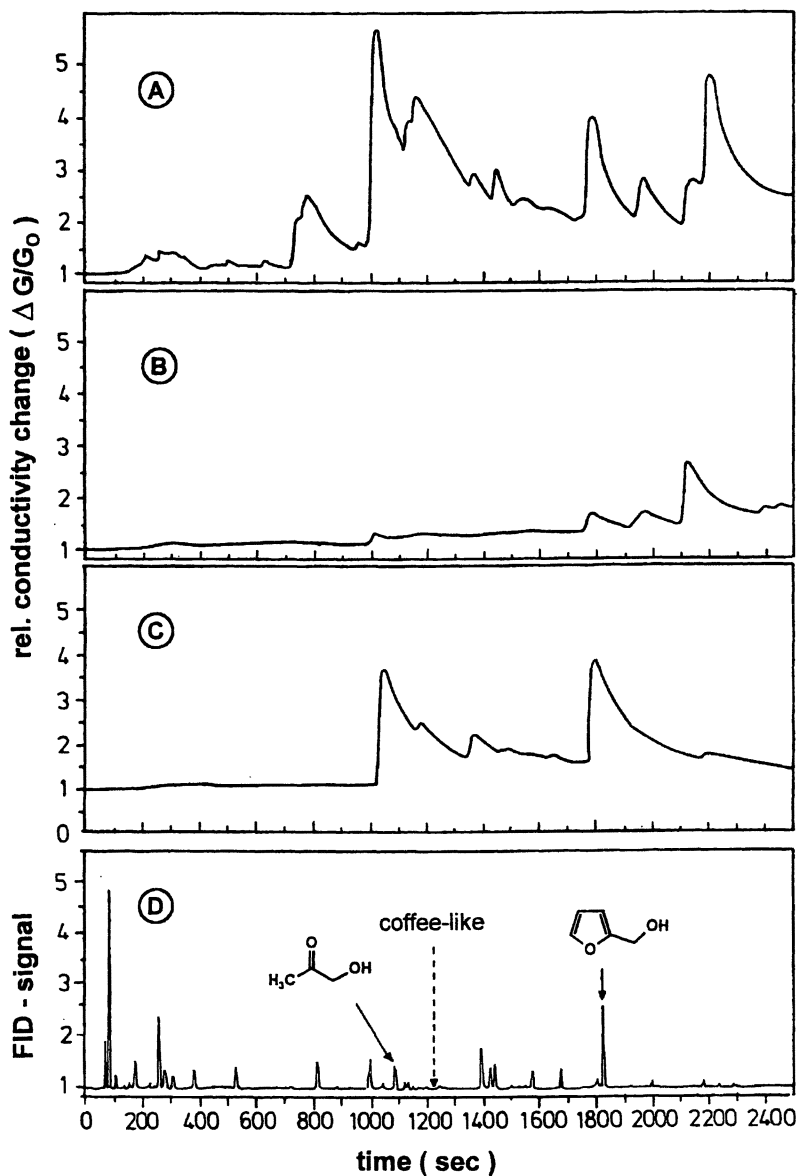 rel. conductivity change ( Δ G/G₀ )
5
4
3
2
1
A
5
4
3
2
1
B
5
4
3
2
1
0
C
FID - signal
5
4
3
2
1
D
coffee-like
O
H₃C
OH
O
OH
0 200 400 600 800 1000 1200 1400 1600 1800 2000 2200 2400
time ( sec )